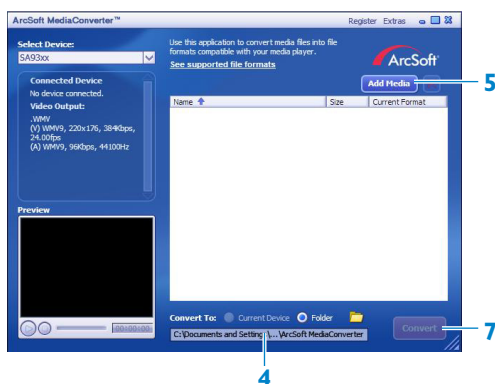 ArcSoft MediaConverter™
Register Extras
Select Device:
SA93xx
Connected Device
No device connected.
Video Output:
.WMV
(V) WMV9, 220x176, 384Kbps,
24.00fps
(A) WMV9, 96Kbps, 44100Hz
Preview
00:00:00
Use this application to convert media files into file
formats compatible with your media player.
See supported file formats
ArcSoft®
Add Media
5
Name Size Current Format
Convert To: Current Device Folder
C:\Documents and Settings\...\ArcSoft MediaConverter
Convert
7
4